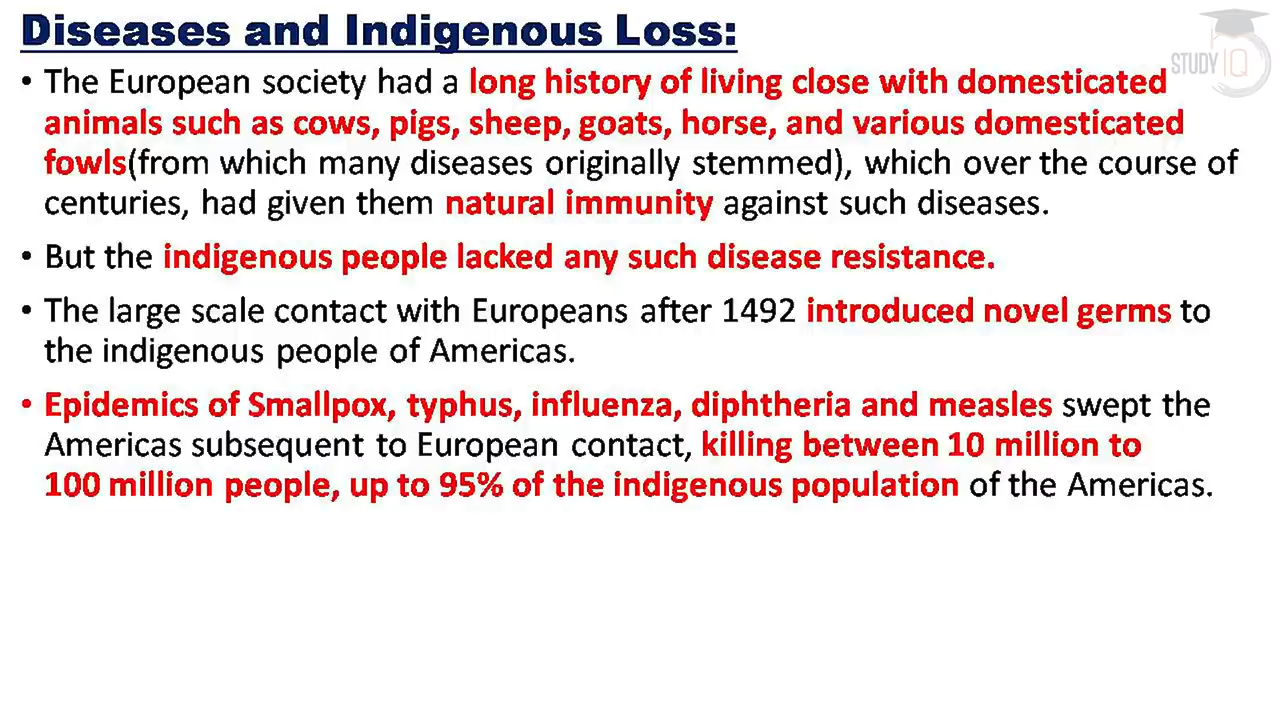 Diseases and Indigenous Loss:
• The European society had a long history of living close with domesticated
animals such as cows, pigs, sheep, goats, horse, and various domesticated
fowls(from which many diseases originally stemmed), which over the course of
centuries, had given them natural immunity against such diseases.
• But the indigenous people lacked any such disease resistance.
• The large scale contact with Europeans after 1492 introduced novel germs to
the indigenous people of Americas.
• Epidemics of Smallpox, typhus, influenza, diphtheria and measles swept the
Americas subsequent to European contact, killing between 10 million to
100 million people, up to 95% of the indigenous population of the Americas.
STUDY IQ